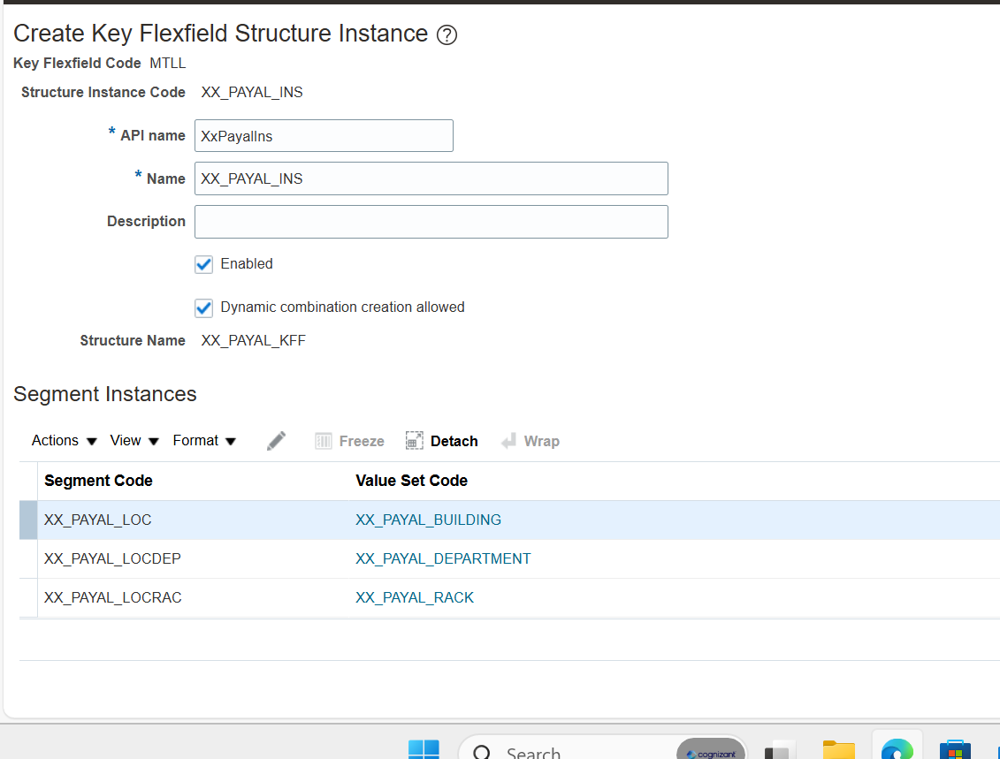 Create Key Flexfield Structure Instance ?
Key Flexfield Code MTLL
Structure Instance Code XX_PAYAL_INS
* API name XxPayalIns
* Name XX_PAYAL_INS
Description
Enabled
Dynamic combination creation allowed
Structure Name XX_PAYAL_KFF
Segment Instances
Actions View Format Freeze Detach Wrap
Segment Code Value Set Code
XX_PAYAL_LOC XX_PAYAL_BUILDING
XX_PAYAL_LOCDEP XX_PAYAL_DEPARTMENT
XX_PAYAL_LOCRAC XX_PAYAL_RACK
Search cognizant